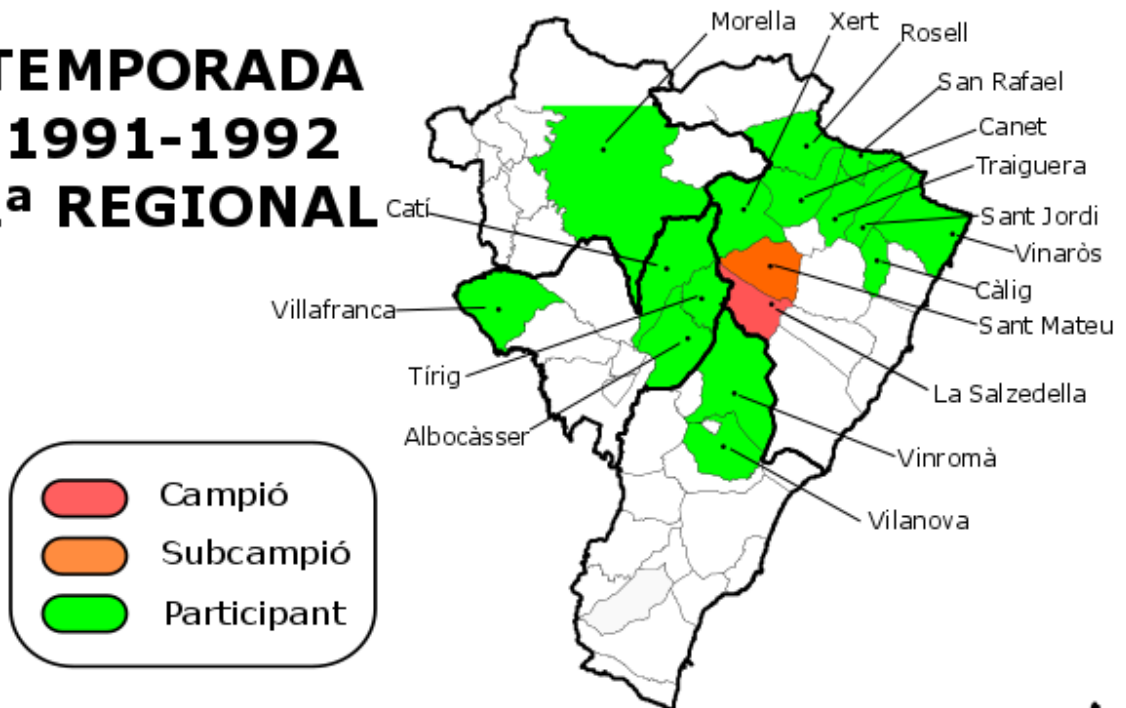 TEMPORADA
1991-1992
ª REGIONAL
Morella
Xert
Rosell
San Rafael
Canet
Traiguera
Sant Jordi
Vinaròs
Càlig
Sant Mateu
La Salzedella
Vinromà
Vilanova
Catí
Villafranca
Tírig
Albocàsser
Campió
Subcampió
Participant